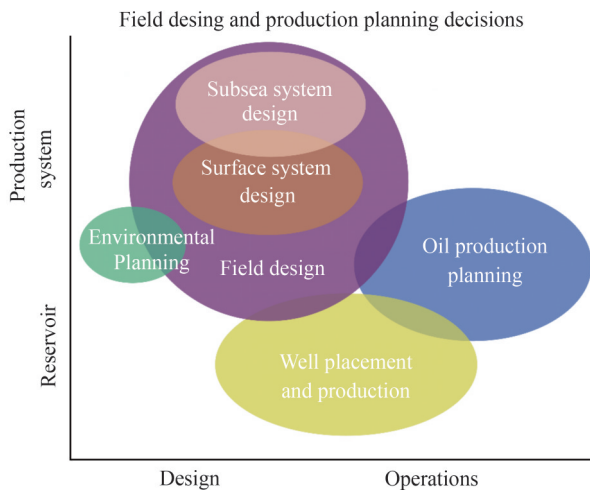 Field desing and production planning decisions
Production
system
Reservoir
Subsea system
design
Surface system
design
Environmental
Planning
Field design
Oil production
planning
Well placement
and production
Design
Operations